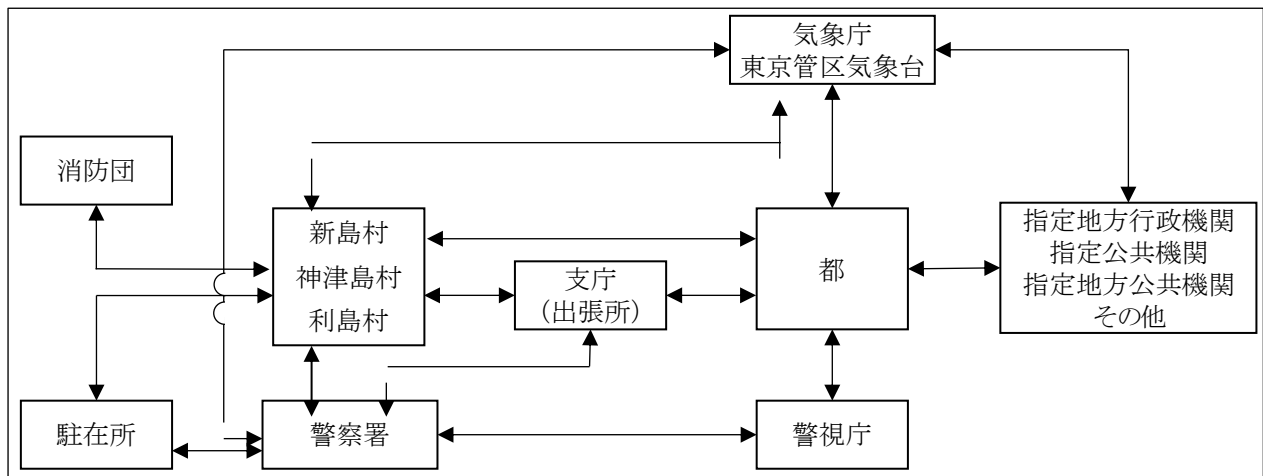 気象庁
東京管区気象台
消防団
新島村
神津島村
利島村
支庁
（出張所）
都
指定地方行政機関
指定公共機関
指定地方公共機関
その他
駐在所
警察署
警視庁